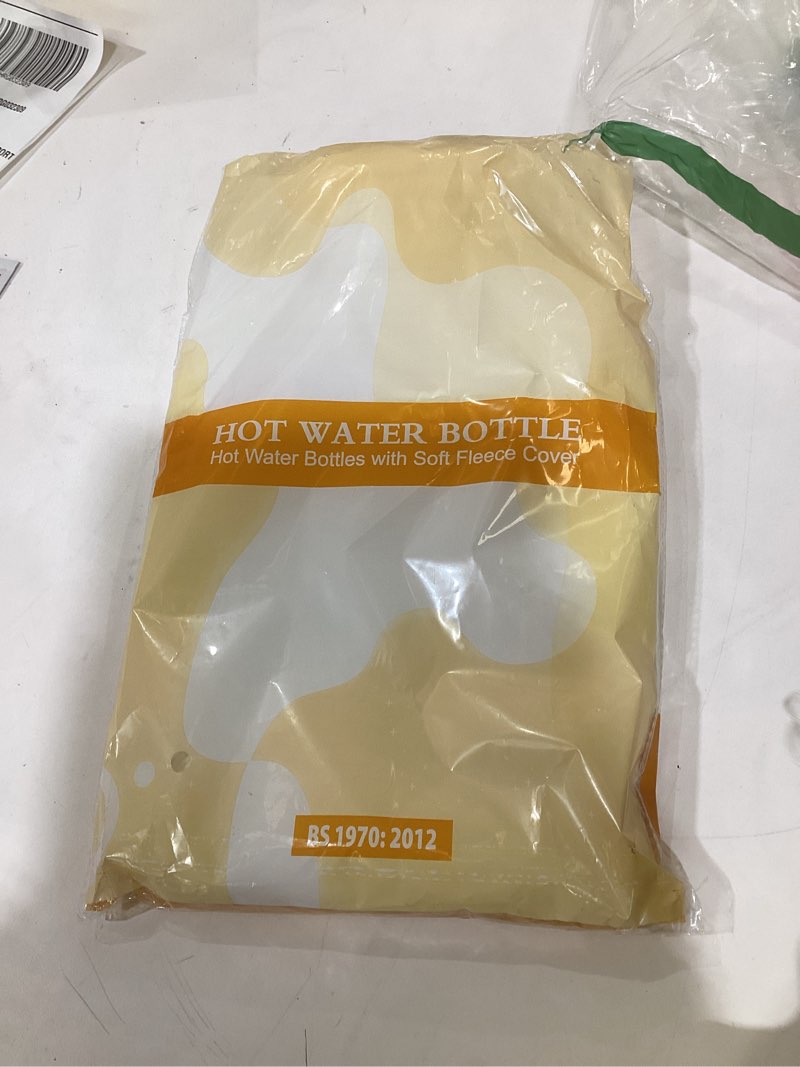 HOT WATER BOTTLE
Hot Water Bottles with Soft Fleece Cover
BS 1970: 2012